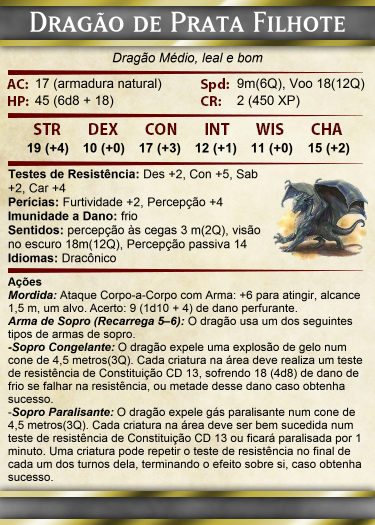 Dragão de Prata Filhote
Dragão Médio, leal e bom
AC: 17 (armadura natural) Spd: 9m(6Q), Voo 18(12Q)
HP: 45 (6d8 + 18) CR: 2 (450 XP)
STR DEX CON INT WIS CHA
19 (+4) 10 (+0) 17 (+3) 12 (+1) 11 (+0) 15 (+2)
Testes de Resistência: Des +2, Con +5, Sab
+2, Car +4
Perícias: Furtividade +2, Percepção +4
Imunidade a Dano: frio
Sentidos: percepção às cegas 3 m(2Q), visão
no escuro 18m(12Q), Percepção passiva 14
Idiomas: Dracônico
Ações
Mordida: Ataque Corpo-a-Corpo com Arma: +6 para atingir, alcance
1,5 m, um alvo. Acerto: 9 (1d10 + 4) de dano perfurante.
Arma de Sopro (Recarrega 5–6): O dragão usa um dos seguintes
tipos de armas de sopro.
-Sopro Congelante: O dragão expele uma explosão de gelo num
cone de 4,5 metros(3Q). Cada criatura na área deve realiza um teste
de resistência de Constituição CD 13, sofrendo 18 (4d8) de dano de
frio se falhar na resistência, ou metade desse dano caso obtenha
sucesso.
-Sopro Paralisante: O dragão expele gás paralisante num cone de
4,5 metros(3Q). Cada criatura na área deve ser bem sucedida num
teste de resistência de Constituição CD 13 ou ficará paralisada por 1
minuto. Uma criatura pode repetir o teste de resistência no final de
cada um dos turnos dela, terminando o efeito sobre si, caso obtenha
sucesso.